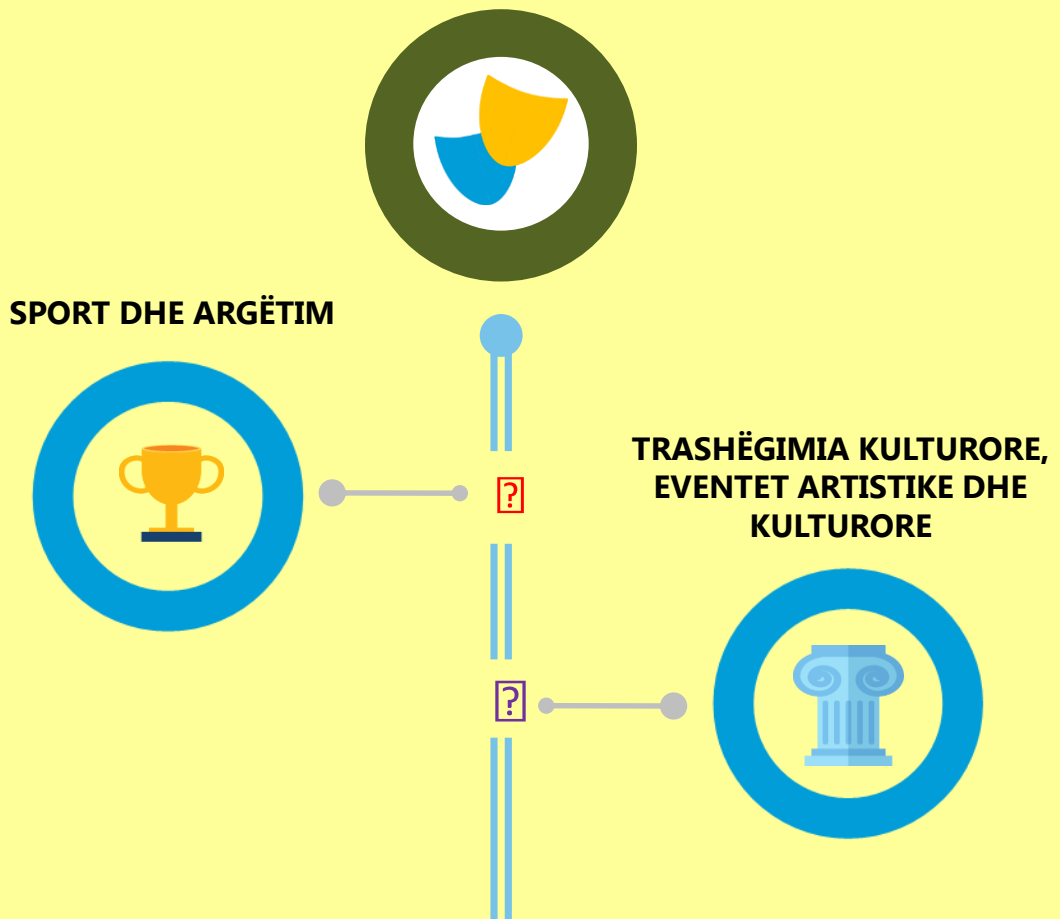 SPORT DHE ARGËTIM
TRASHËGIMIA KULTURORE,
EVENTET ARTISTIKE DHE
KULTURORE